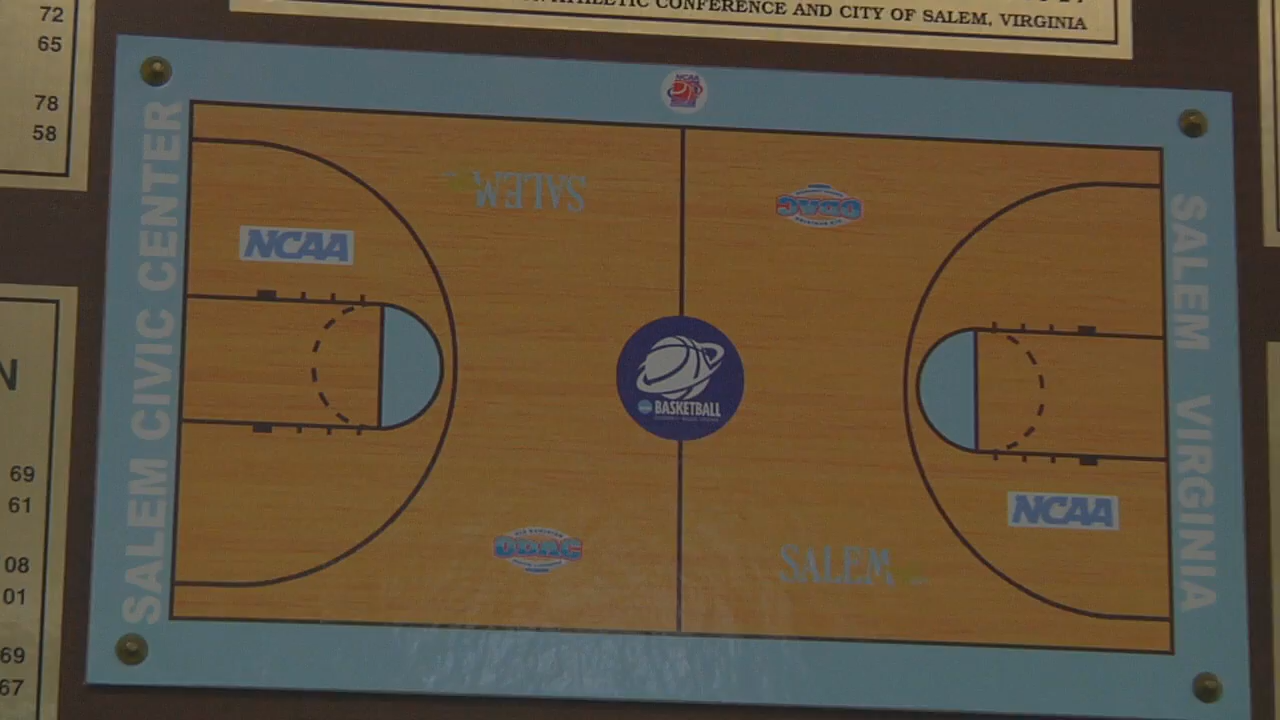 72
65
78
58
ATHLETIC CONFERENCE AND CITY OF SALEM, VIRGINIA
NCAA
SALEM CIVIC CENTER
SALEM
ODAC
NCAA
BASKETBALL
SALEM VIRGINIA
N
69
61
08
01
69
67
ODAC
SALEM
NCAA